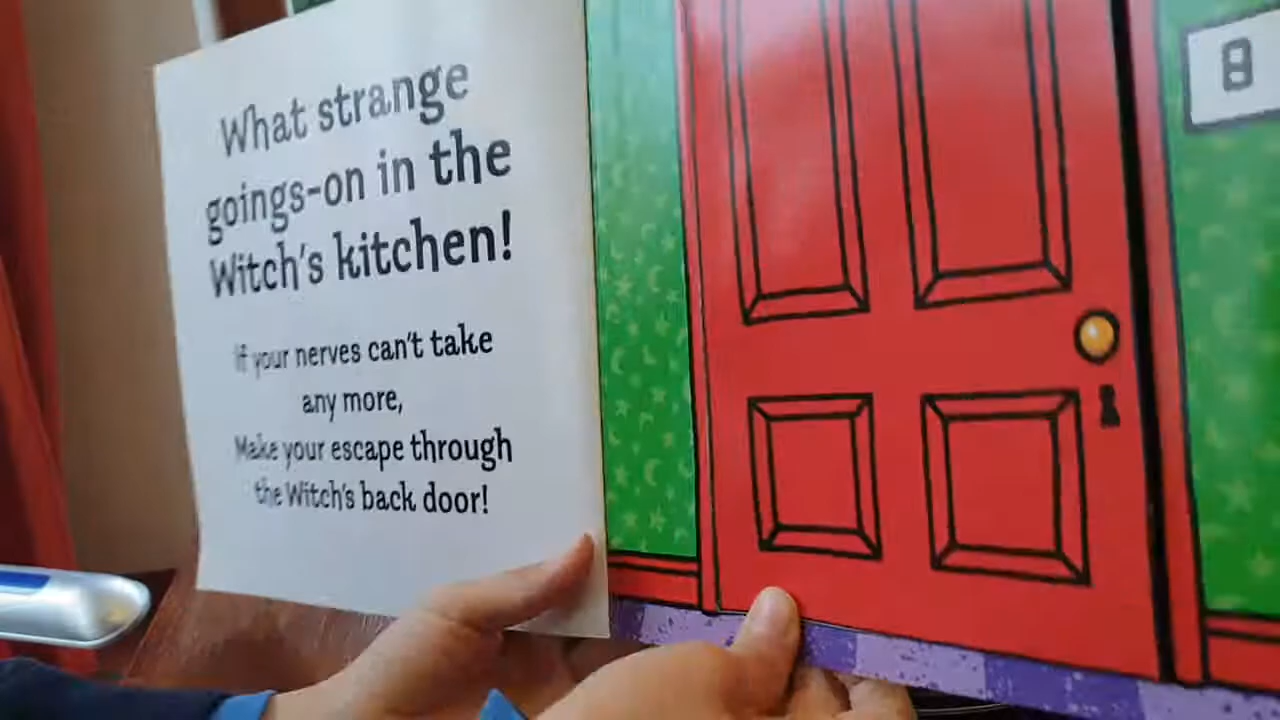 What strange
goings-on in the
Witch's kitchen!
If your nerves can't take
any more,
Make your escape through
the Witch's back door!
8